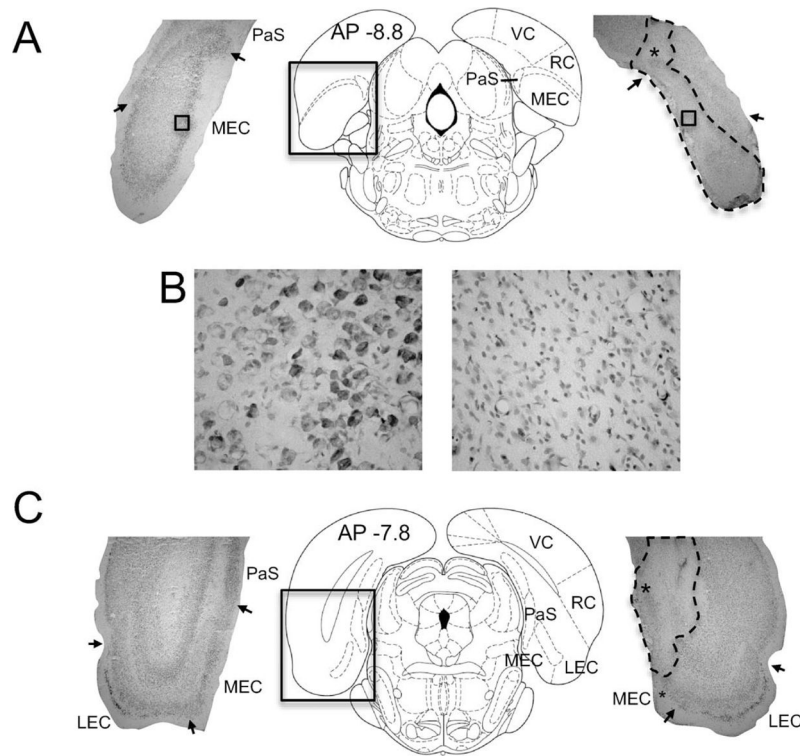 A
PaS
MEC
AP -8.8
VC
RC
PaS
MEC
*
B
C
PaS
MEC
LEC
AP -7.8
VC
RC
PaS
MEC
LEC
*
MEC
*
LEC